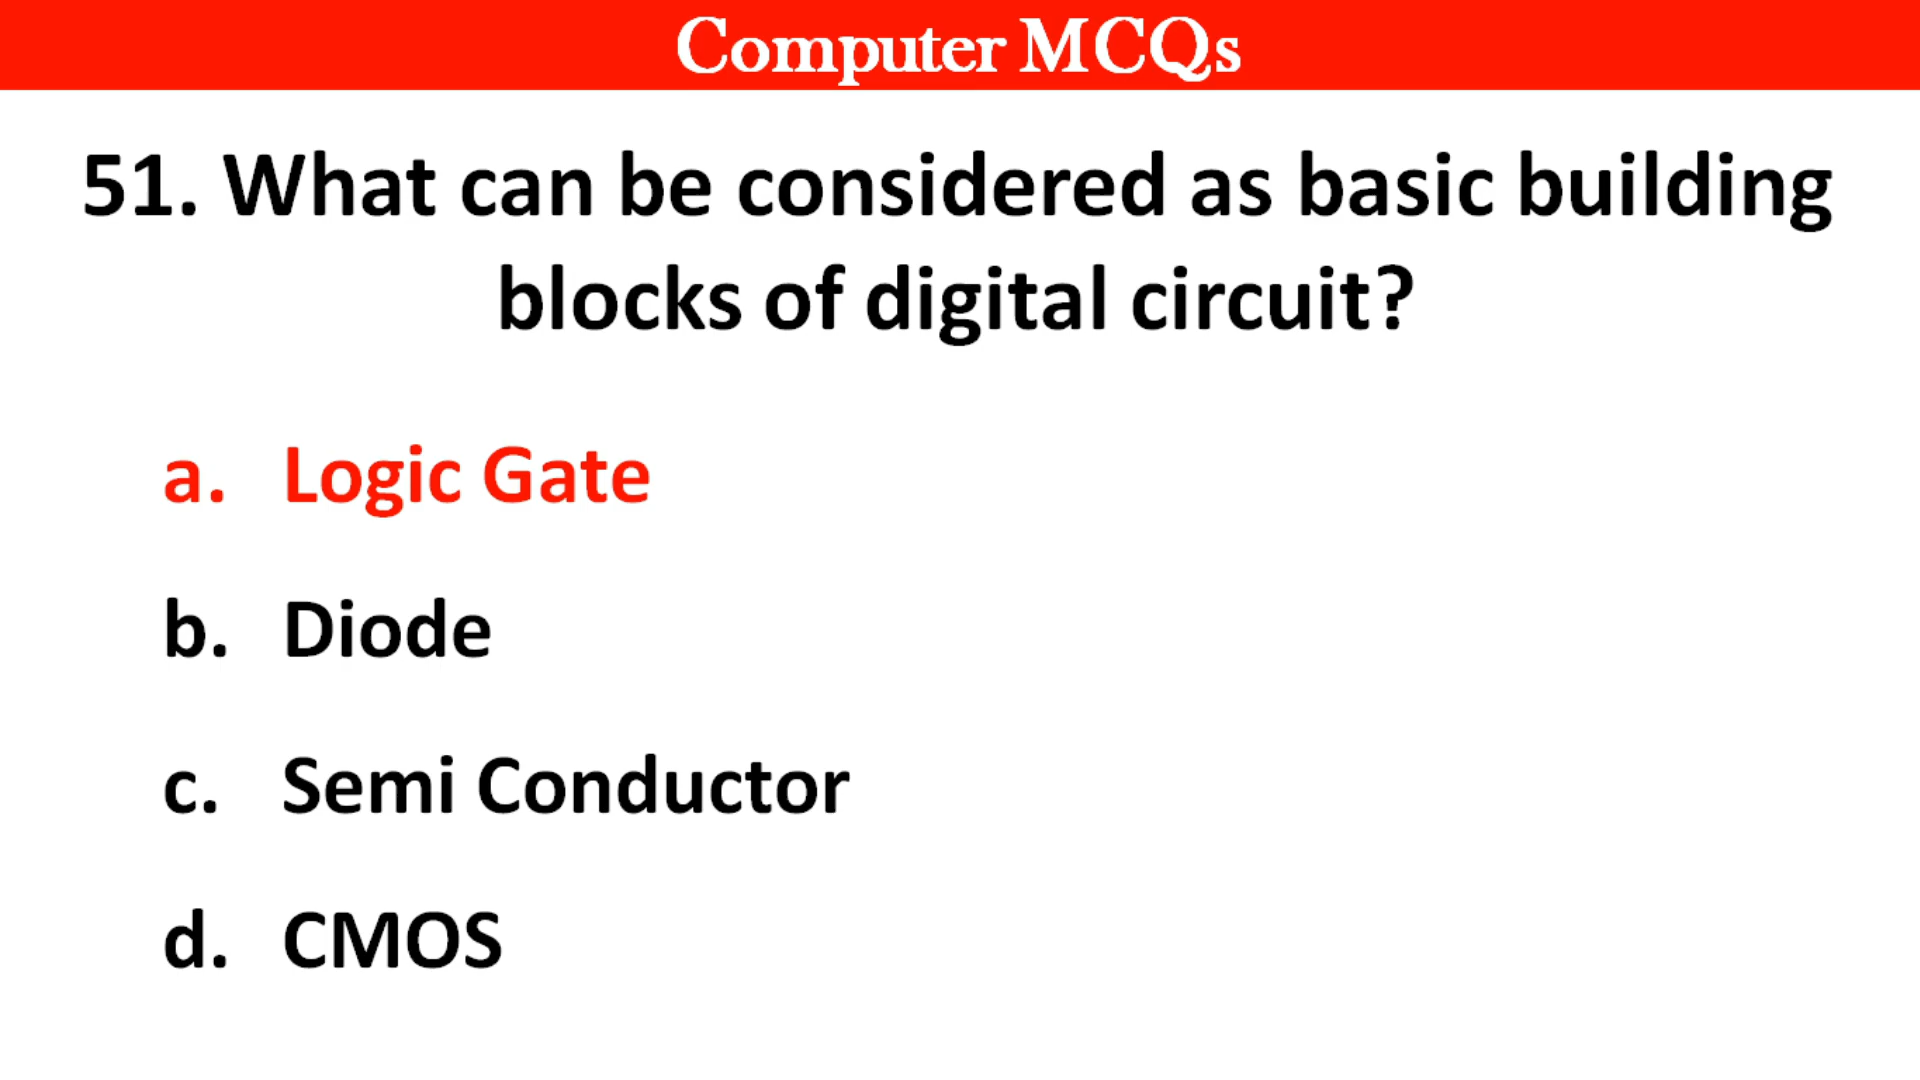 Computer MCQs
51. What can be considered as basic building
blocks of digital circuit?
a. Logic Gate
b. Diode
c. Semi Conductor
d. CMOS